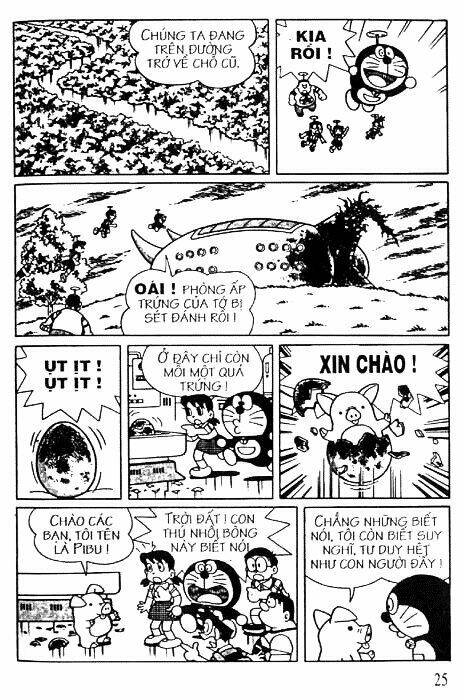 CHÚNG TA ĐANG
TRÊN ĐƯỜNG
TRỞ VỀ CHỖ CŨ.
KIA
RỒI !
OÁI ! PHÒNG ẤP
TRỨNG CỦA TỚ BỊ
SÉT ĐÁNH RỒI !
ỤT ỊT !
ỤT ỊT !
Ở ĐÂY CHỈ CÒN
MỖI MỘT QUẢ
TRỨNG !
XIN CHÀO !
CHÀO CÁC
BẠN, TÔI TÊN
LÀ PIBU !
TRỜI ĐẤT ! CON
THÚ NHỒI BÔNG
NÀY BIẾT NÓI
CHẲNG NHỮNG BIẾT
NÓI, TÔI CÒN BIẾT SUY
NGHĨ, TƯ DUY HỆT
NHƯ CON NGƯỜI ĐẤY !
25